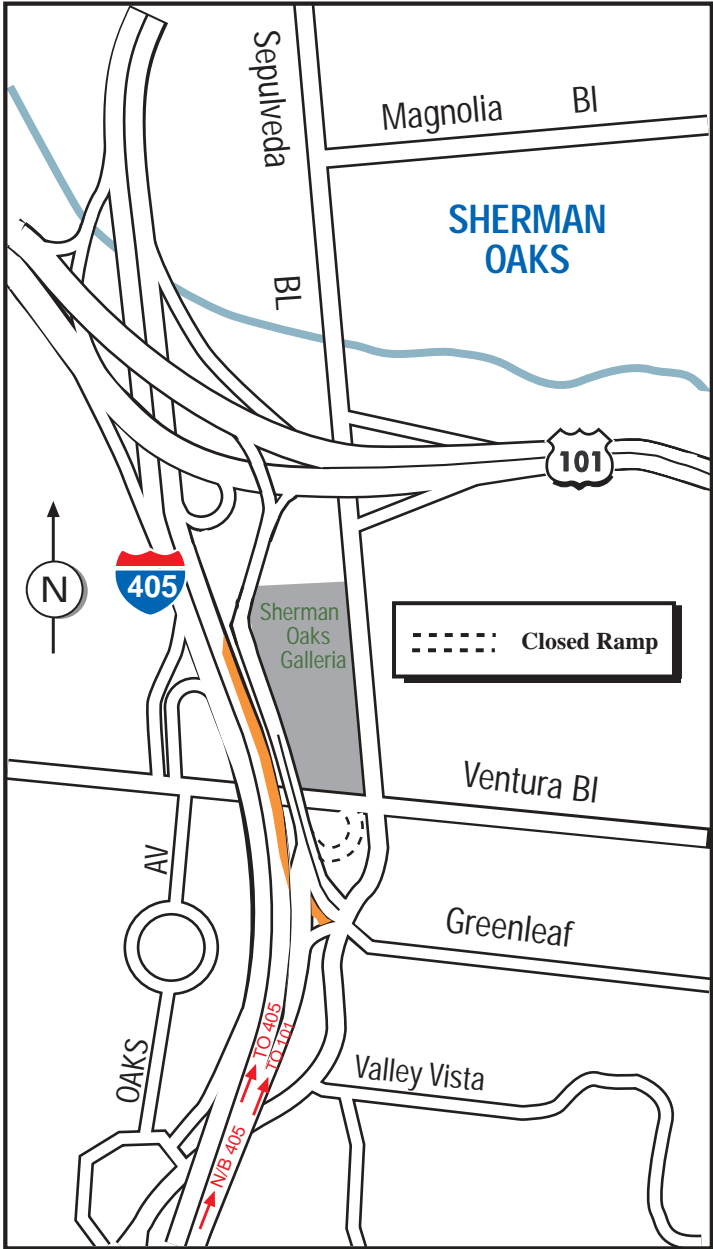 Sepulveda
BL
Magnolia Bl
SHERMAN
OAKS
101
N
405
Sherman
Oaks
Galleria
Closed Ramp
Ventura Bl
AV
OAKS
Greenleaf
TO 405
TO 101
N/B 405
Valley Vista